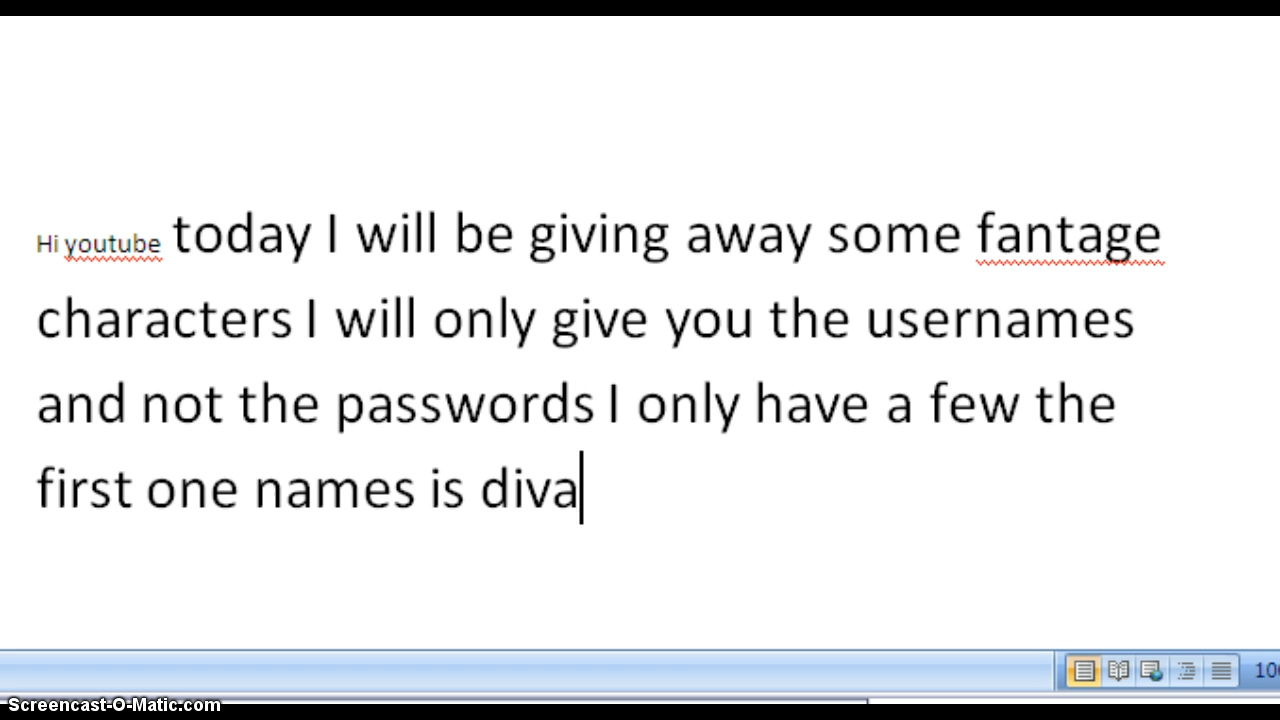 Hi youtube today I will be giving away some fantage
characters I will only give you the usernames
and not the passwords I only have a few the
first one names is diva
100
Screencast-O-Matic.com